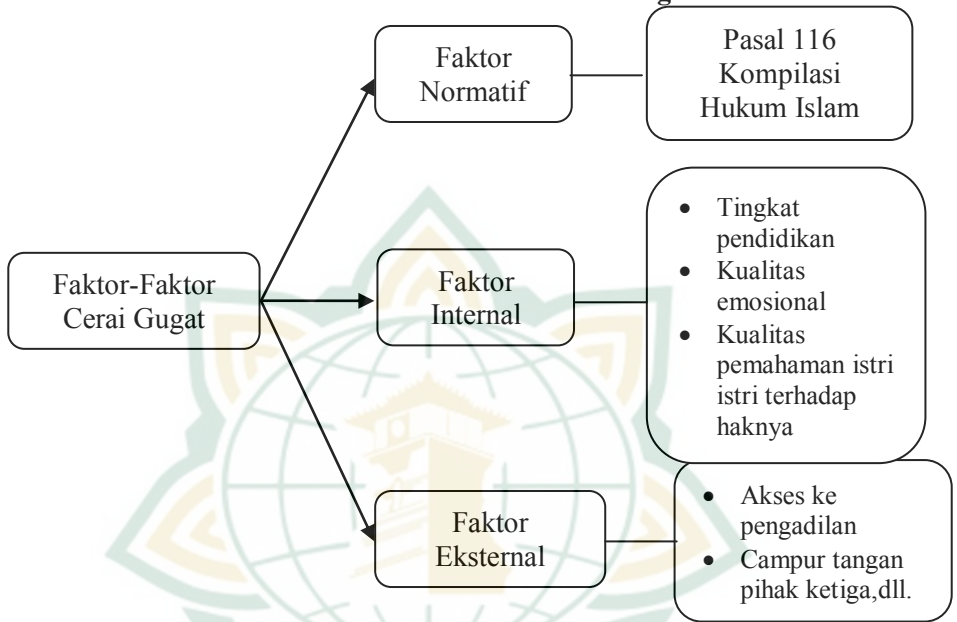 Faktor
Normatif
Pasal 116
Kompilasi
Hukum Islam
Faktor-Faktor
Cerai Gugat
Faktor
Internal
• Tingkat
pendidikan
• Kualitas
emosional
• Kualitas
pemahaman istri
istri terhadap
haknya
Faktor
Eksternal
• Akses ke
pengadilan
• Campur tangan
pihak ketiga,dll.